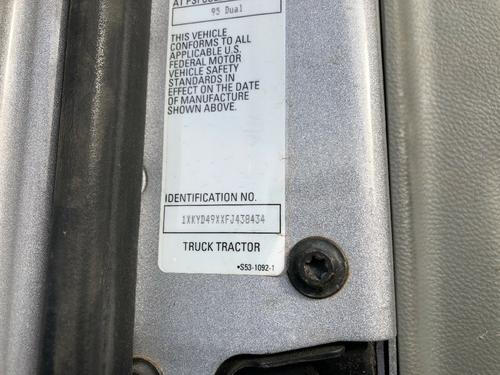 95 Dual
THIS VEHICLE
CONFORMS TO ALL
APPLICABLE U.S.
FEDERAL MOTOR
VEHICLE SAFETY
STANDARDS IN
EFFECT ON THE DATE
OF MANUFACTURE
SHOWN ABOVE.
IDENTIFICATION NO.
1XKYD49XXFJ438434
TRUCK TRACTOR
•S53-1092-1